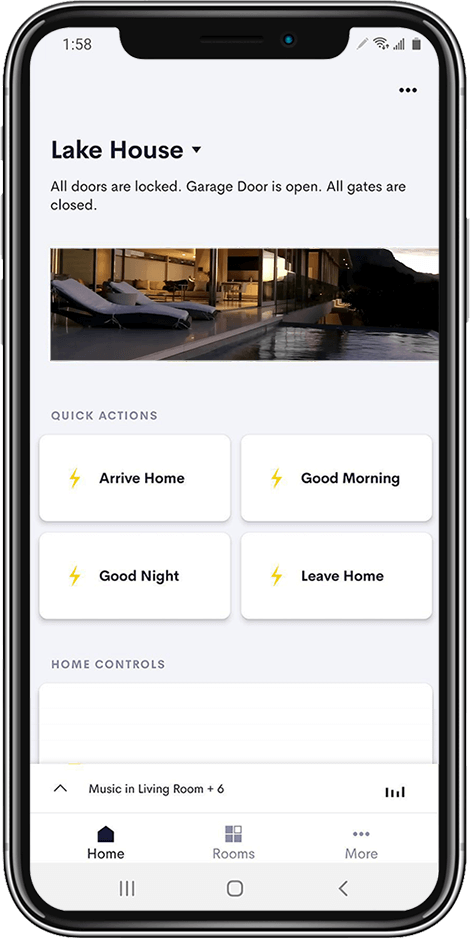 1:58
Lake House
All doors are locked. Garage Door is open. All gates are
closed.
QUICK ACTIONS
Arrive Home
Good Morning
Good Night
Leave Home
HOME CONTROLS
Music in Living Room + 6
Home
Rooms
More